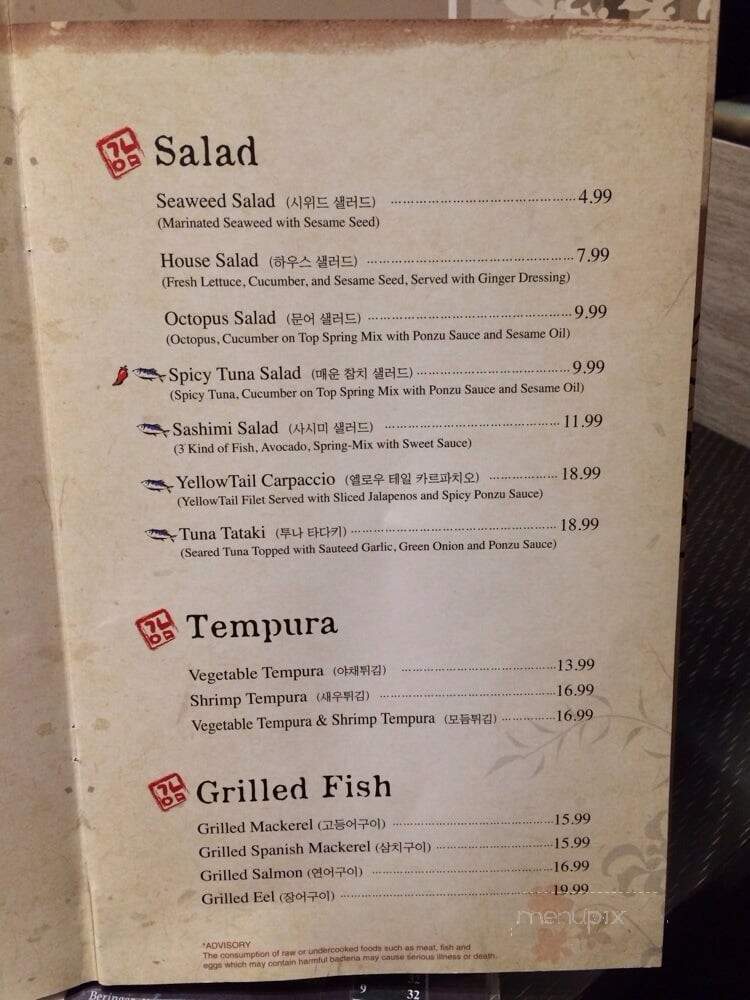 김 Salad
Seaweed Salad (시위드 샐러드) 4.99
(Marinated Seaweed with Sesame Seed)
House Salad (하우스 샐러드) 7.99
(Fresh Lettuce, Cucumber, and Sesame Seed, Served with Ginger Dressing)
Octopus Salad (문어 샐러드) 9.99
(Octopus, Cucumber on Top Spring Mix with Ponzu Sauce and Sesame Oil)
Spicy Tuna Salad (매운 참치 샐러드) 9.99
(Spicy Tuna, Cucumber on Top Spring Mix with Ponzu Sauce and Sesame Oil)
Sashimi Salad (사시미 샐러드) 11.99
(3 Kind of Fish, Avocado, Spring-Mix with Sweet Sauce)
YellowTail Carpaccio (옐로우 테일 카르파치오) 18.99
(YellowTail Filet Served with Sliced Jalapenos and Spicy Ponzu Sauce)
Tuna Tataki (투나 타다키) 18.99
(Seared Tuna Topped with Sauteed Garlic, Green Onion and Ponzu Sauce)
김 Tempura
Vegetable Tempura (야채튀김) 13.99
Shrimp Tempura (새우튀김) 16.99
Vegetable Tempura & Shrimp Tempura (모듬튀김) 16.99
김 Grilled Fish
Grilled Mackerel (고등어구이) 15.99
Grilled Spanish Mackerel (삼치구이) 15.99
Grilled Salmon (연어구이) 16.99
Grilled Eel (장어구이) 19.99
menupix
*ADVISORY
The consumption of raw or undercooked foods such as meat, fish and
eggs which may contain harmful bacteria may cause serious illness or death.
9 32